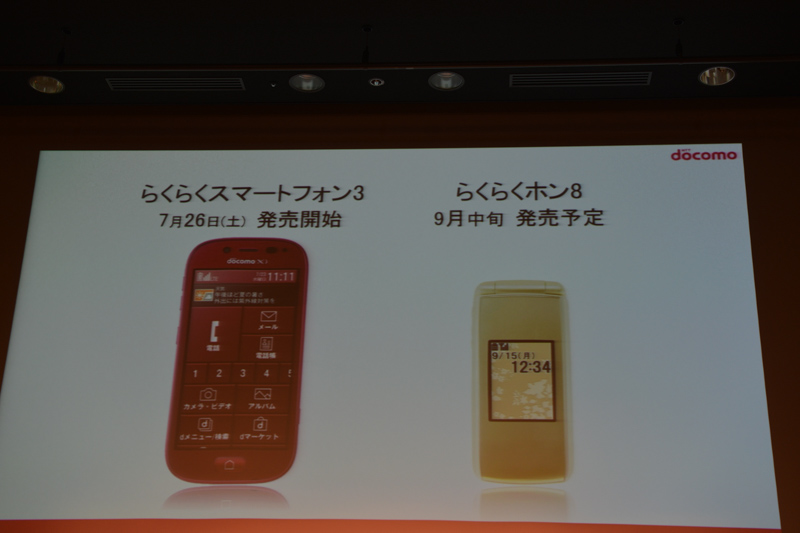 docomo
らくらくスマートフォン3
7月26日(土) 発売開始
らくらくホン8
9月中旬 発売予定
docomo Xi
11:11
メール
電話
電話帳
1 2 3 4
カメラ・ビデオ
アルバム
dメニュー/検索
dマーケット
9/15(月)
12:34